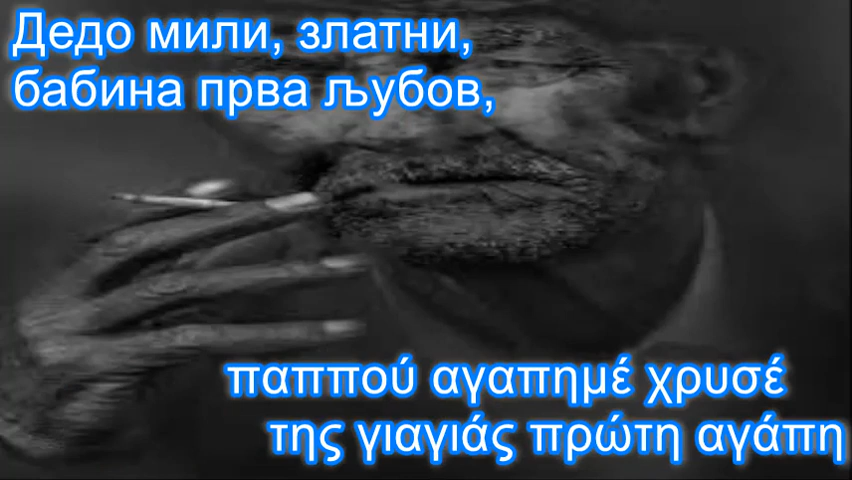 Дедо мили, златни,
бабина прва љубов,
παππού αγαπημέ χρυσέ
της γιαγιάς πρώτη αγάπη